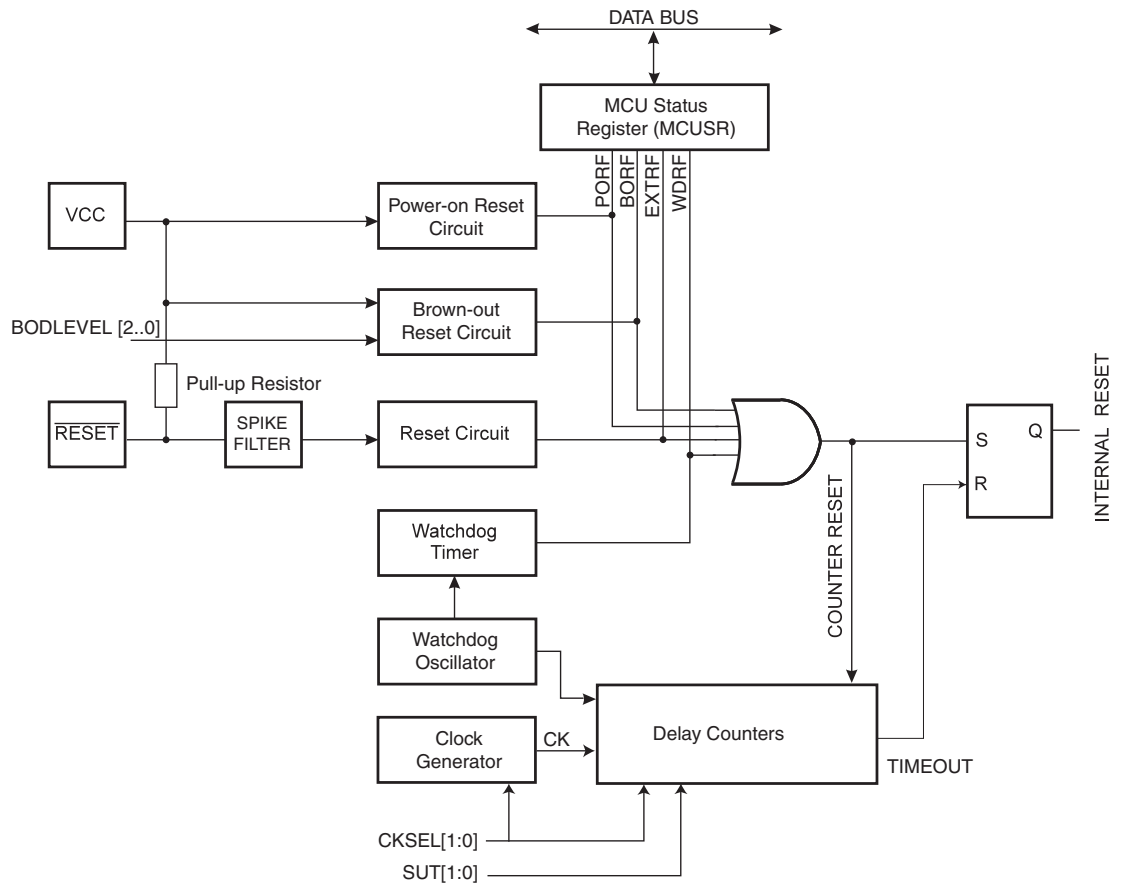 DATA BUS
MCU Status
Register (MCUSR)
PORF
BORF
EXTRF
WDRF
VCC
Power-on Reset
Circuit
BODLEVEL [2..0]
Brown-out
Reset Circuit
Pull-up Resistor
RESET
SPIKE
FILTER
Reset Circuit
S
Q
R
INTERNAL RESET
Watchdog
Timer
COUNTER RESET
Watchdog
Oscillator
Clock
Generator
CK
Delay Counters
TIMEOUT
CKSEL[1:0]
SUT[1:0]